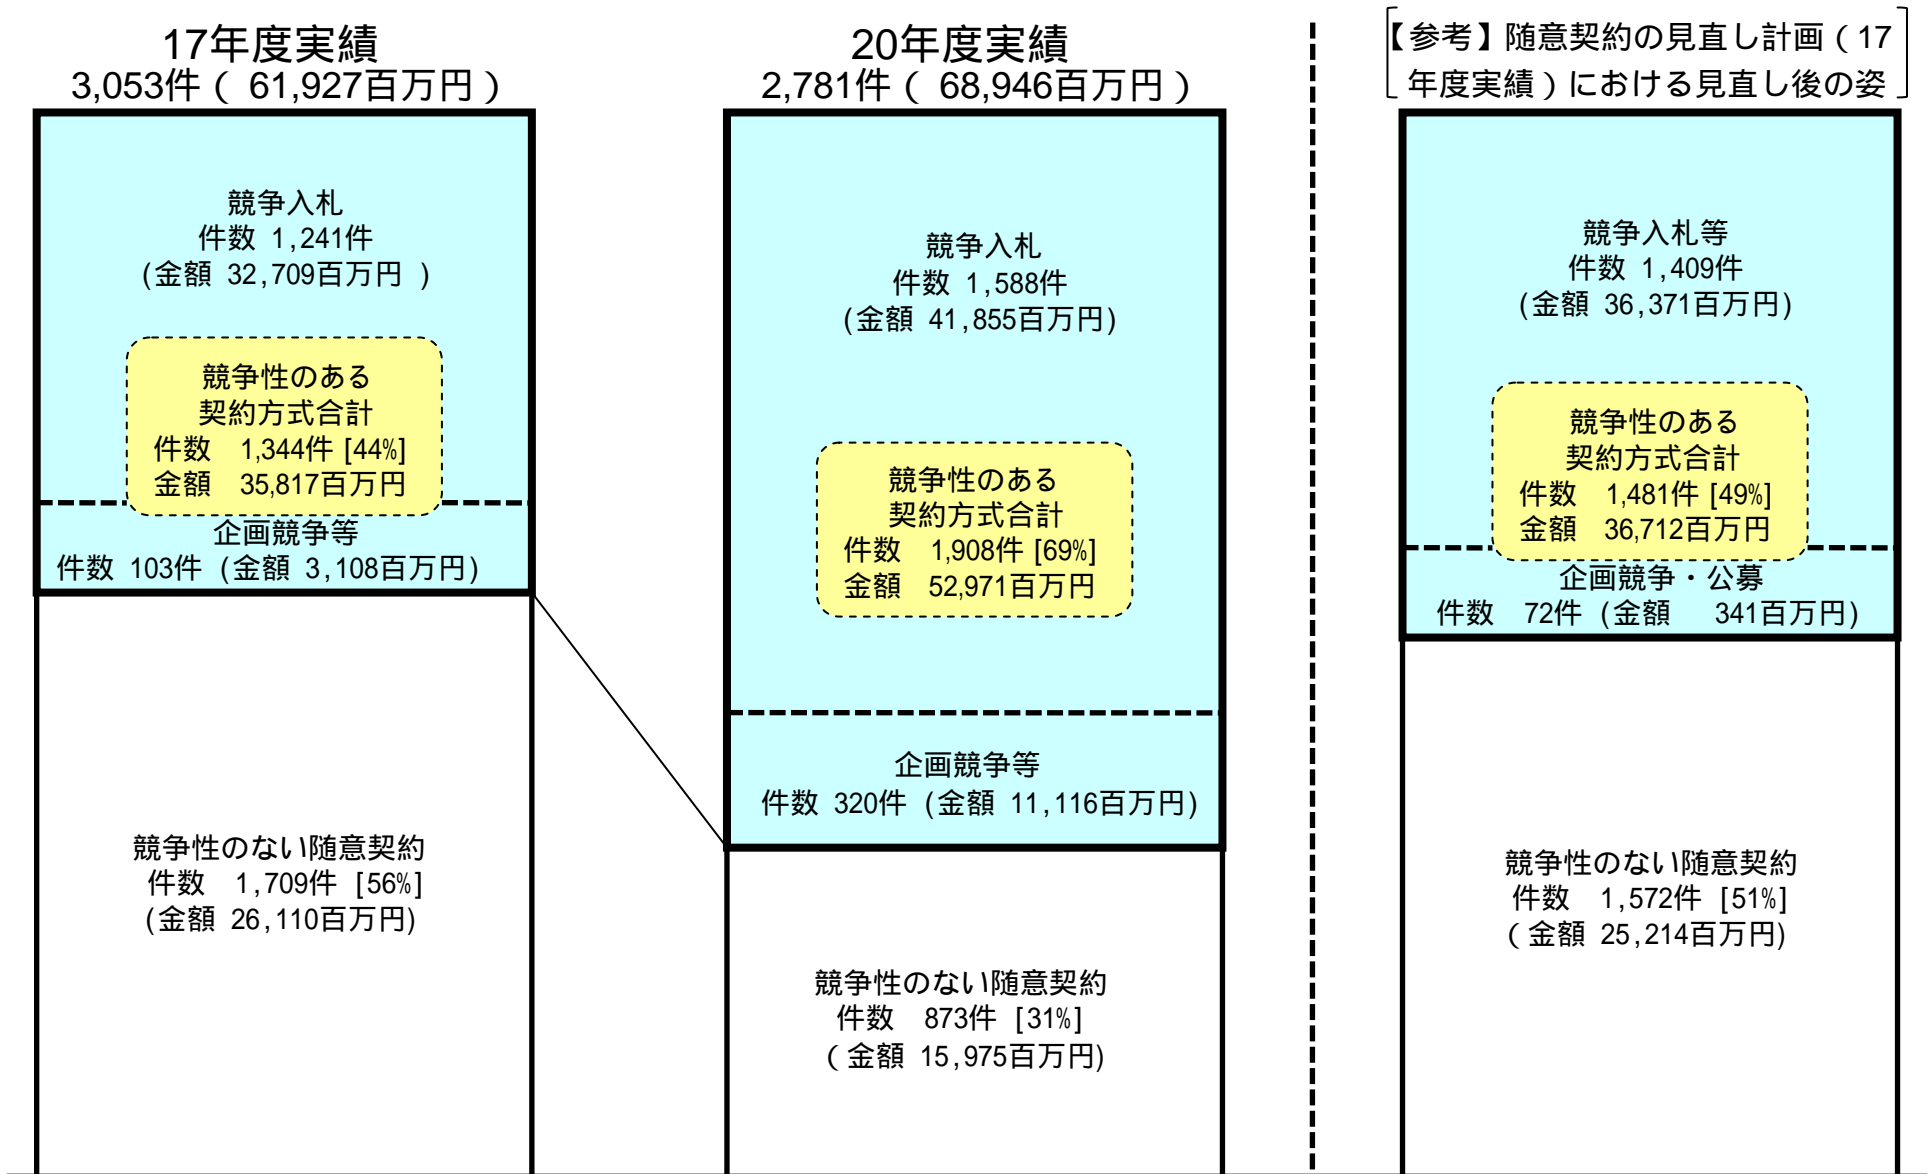 17年度実績
3,053件（ 61,927百万円 ）
競争入札
件数 1,241件
(金額 32,709百万円 )
競争性のある
契約方式合計
件数 1,344件 [44%]
金額 35,817百万円
企画競争等
件数 103件 (金額 3,108百万円)
競争性のない随意契約
件数 1,709件 [56%]
(金額 26,110百万円)
20年度実績
2,781件（ 68,946百万円 ）
競争入札
件数 1,588件
(金額 41,855百万円)
競争性のある
契約方式合計
件数 1,908件 [69%]
金額 52,971百万円
企画競争等
件数 320件 (金額 11,116百万円)
競争性のない随意契約
件数 873件 [31%]
（金額 15,975百万円)
【参考】随意契約の見直し計画（17
年度実績）における見直し後の姿
競争入札等
件数 1,409件
(金額 36,371百万円)
競争性のある
契約方式合計
件数 1,481件 [49%]
金額 36,712百万円
企画競争・公募
件数 72件 (金額 341百万円)
競争性のない随意契約
件数 1,572件 [51%]
（金額 25,214百万円)